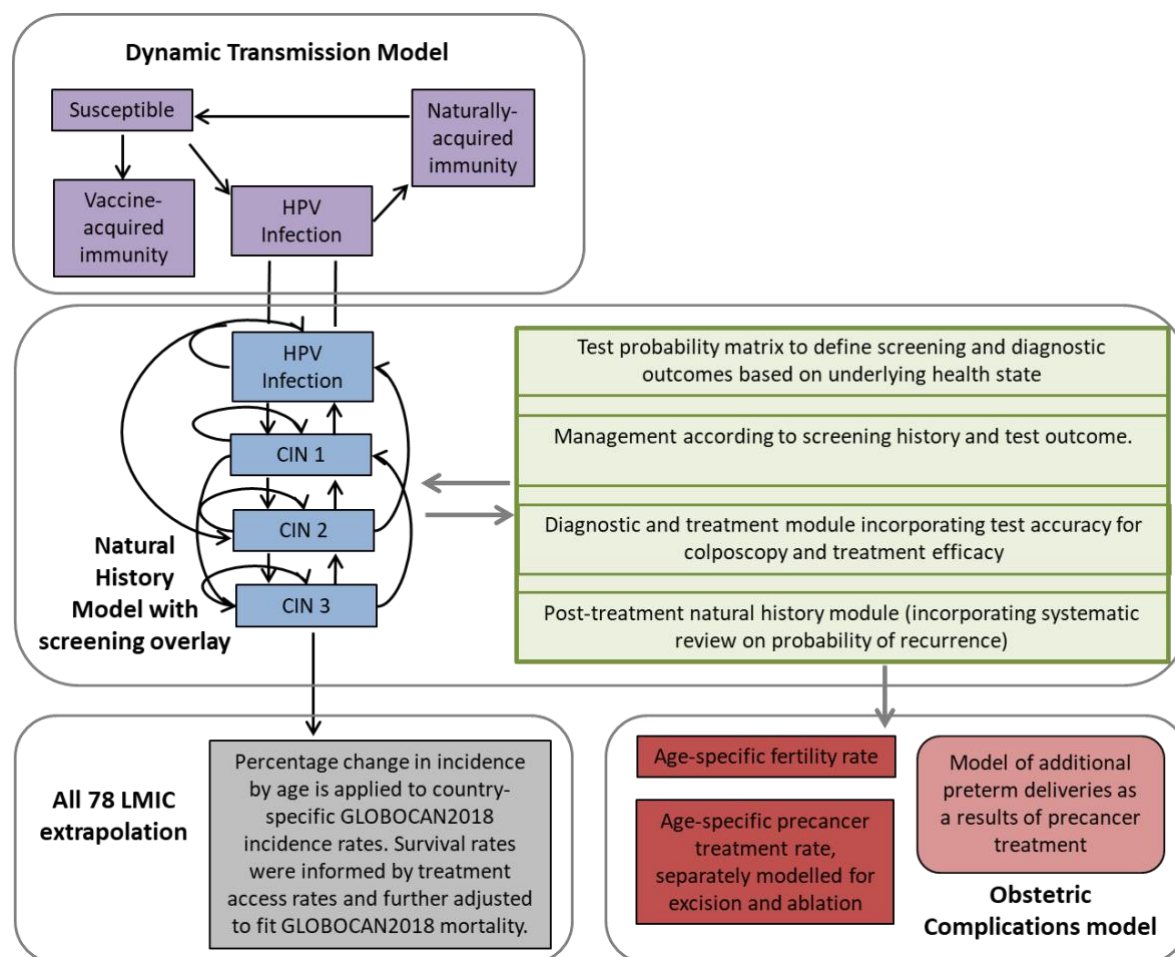 Dynamic Transmission Model
Susceptible
Naturally-
acquired
immunity
Vaccine-
acquired
immunity
HPV
Infection
HPV
Infection
CIN 1
CIN 2
CIN 3
Natural
History
Model with
screening overlay
Test probability matrix to define screening and diagnostic
outcomes based on underlying health state
Management according to screening history and test outcome.
Diagnostic and treatment module incorporating test accuracy for
colposcopy and treatment efficacy
Post-treatment natural history module (incorporating systematic
review on probability of recurrence)
All 78 LMIC
extrapolation
Percentage change in incidence
by age is applied to country-
specific GLOBOCAN2018
incidence rates. Survival rates
were informed by treatment
access rates and further adjusted
to fit GLOBOCAN2018 mortality.
Age-specific fertility rate
Age-specific precancer
treatment rate,
separately modelled for
excision and ablation
Model of additional
preterm deliveries as
a results of precancer
treatment
Obstetric
Complications model